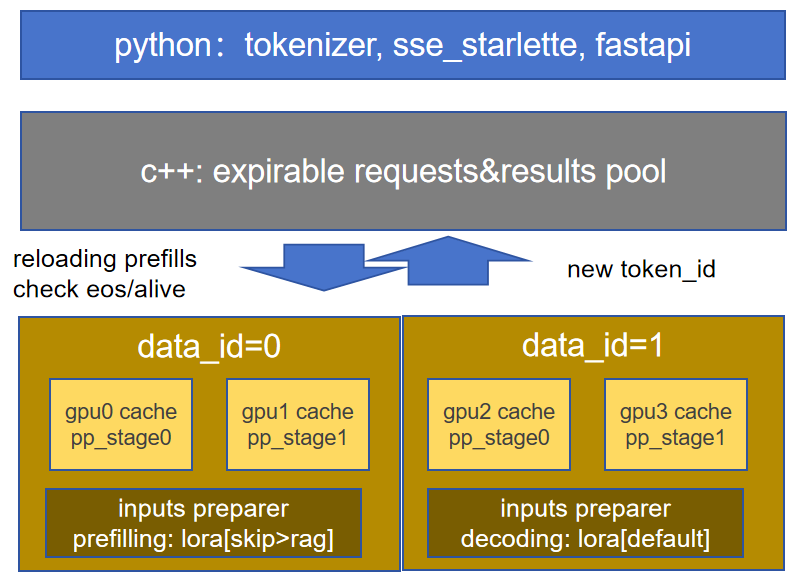 python：tokenizer, sse_starlette, fastapi
c++: expirable requests&results pool
reloading prefills
check eos/alive
new token_id
data_id=0
gpu0 cache
pp_stage0
gpu1 cache
pp_stage1
inputs preparer
prefilling: lora[skip>rag]
data_id=1
gpu2 cache
pp_stage0
gpu3 cache
pp_stage1
inputs preparer
decoding: lora[default]